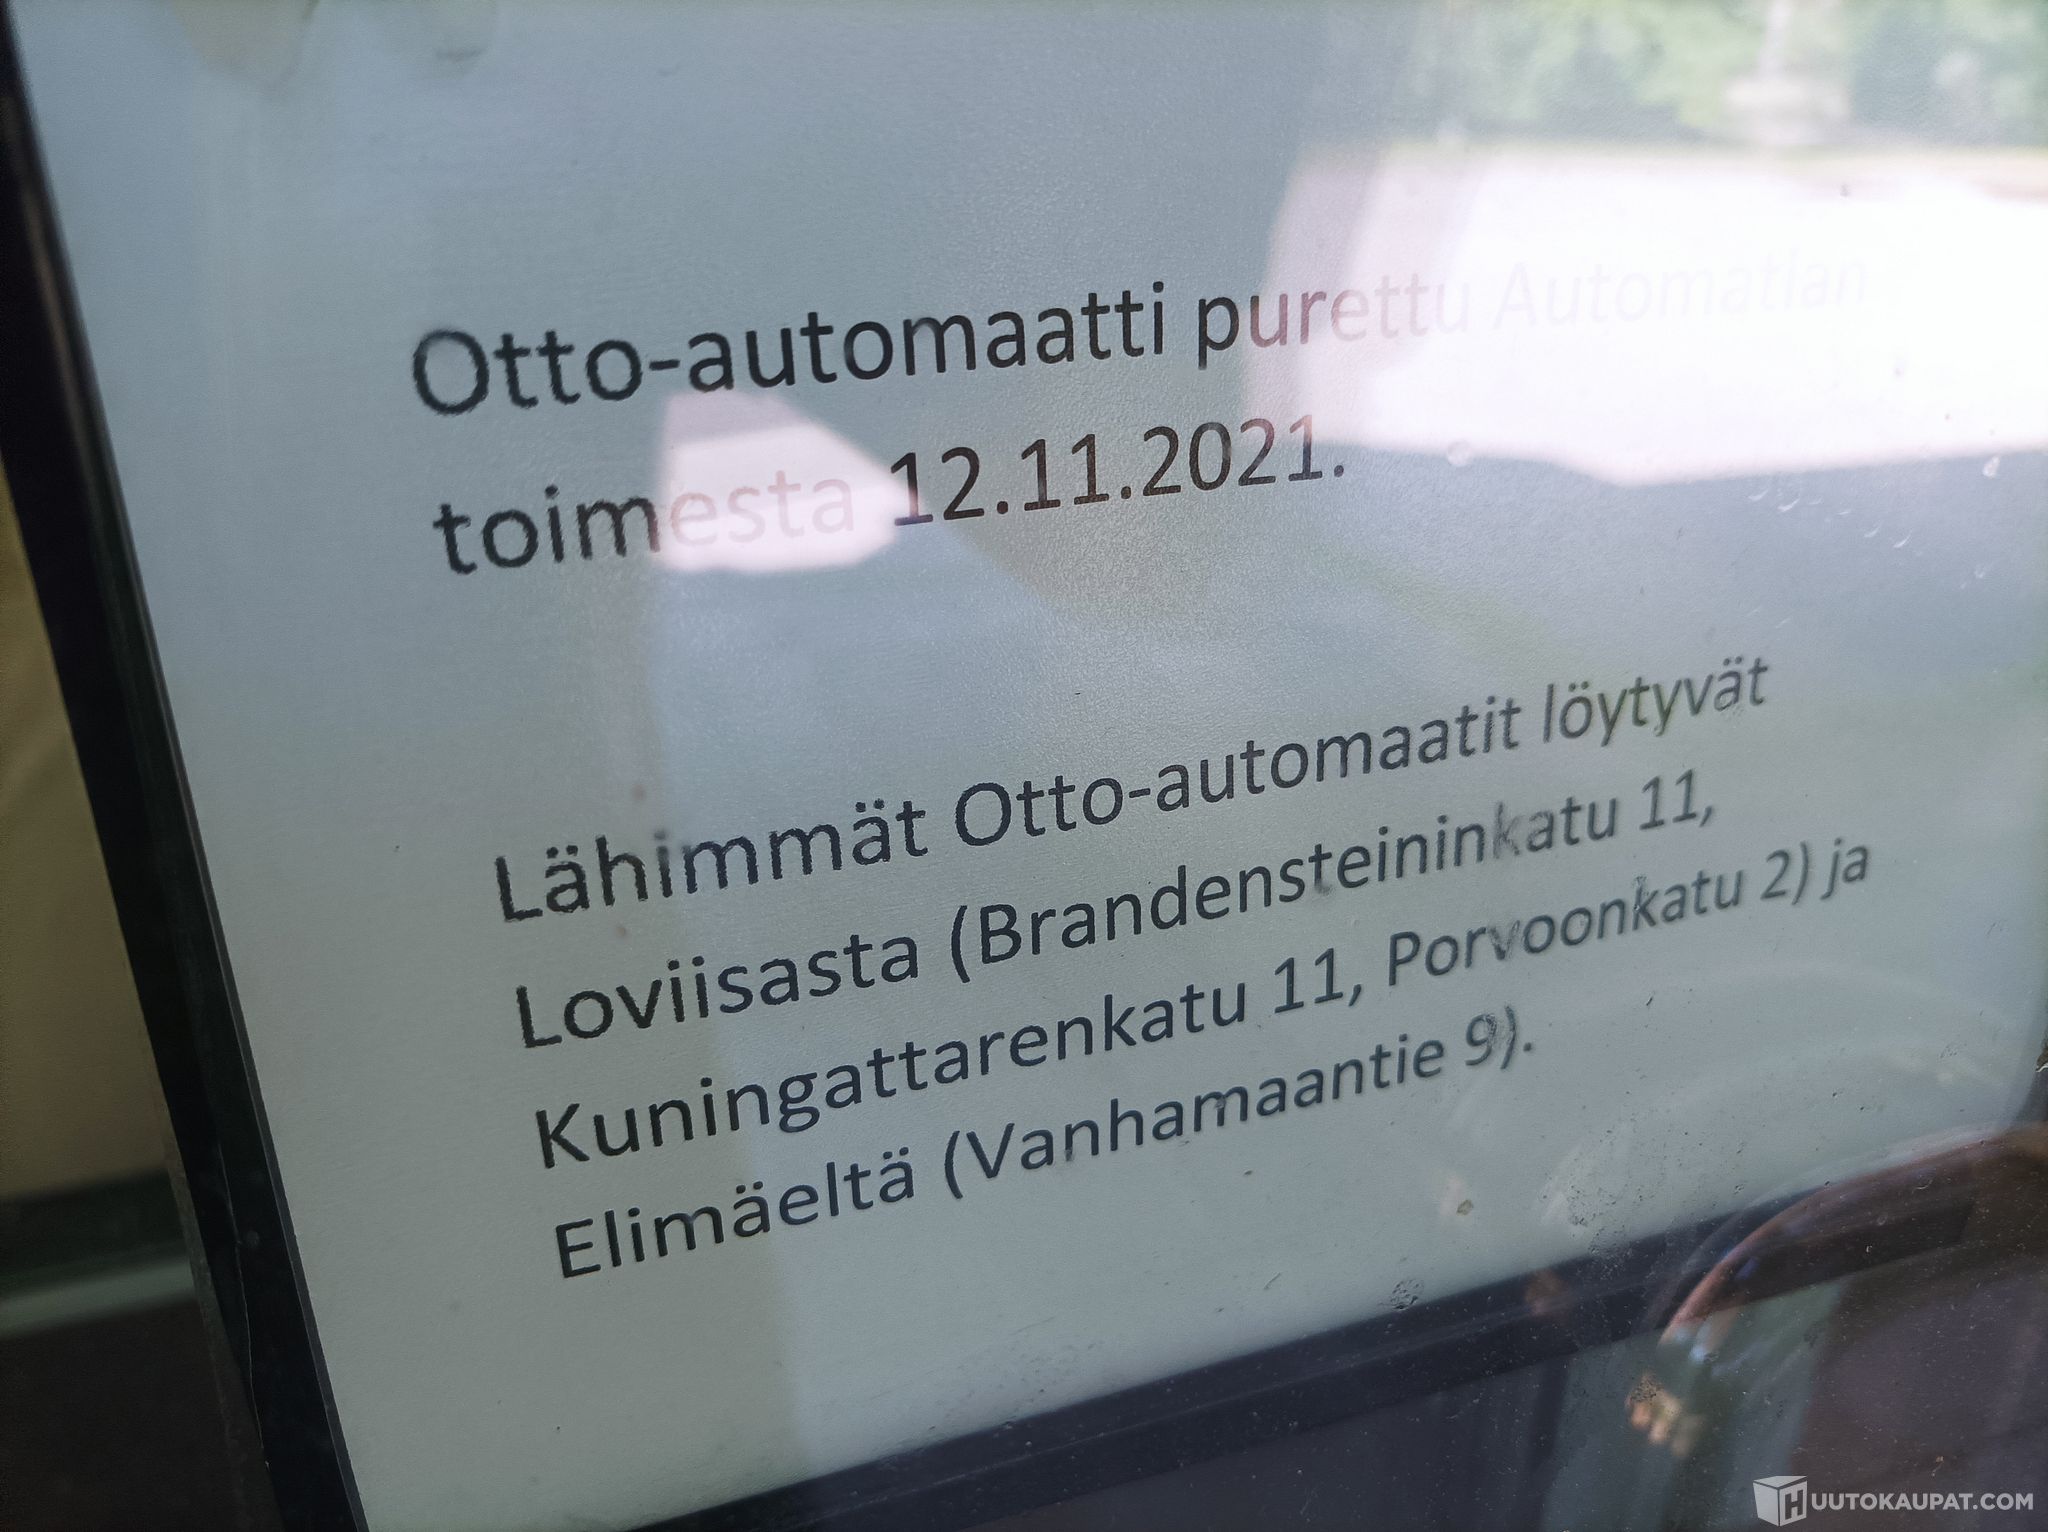 Otto-automaatti purettu Automatian
toimesta 12.11.2021.
Lähimmät Otto-automaatit löytyvät
Loviisasta (Brandensteininkatu 11,
Kuningattarenkatu 11, Porvoonkatu 2) ja
Elimäeltä (Vanhamaantie 9).
HUUTOKAUPAT.COM